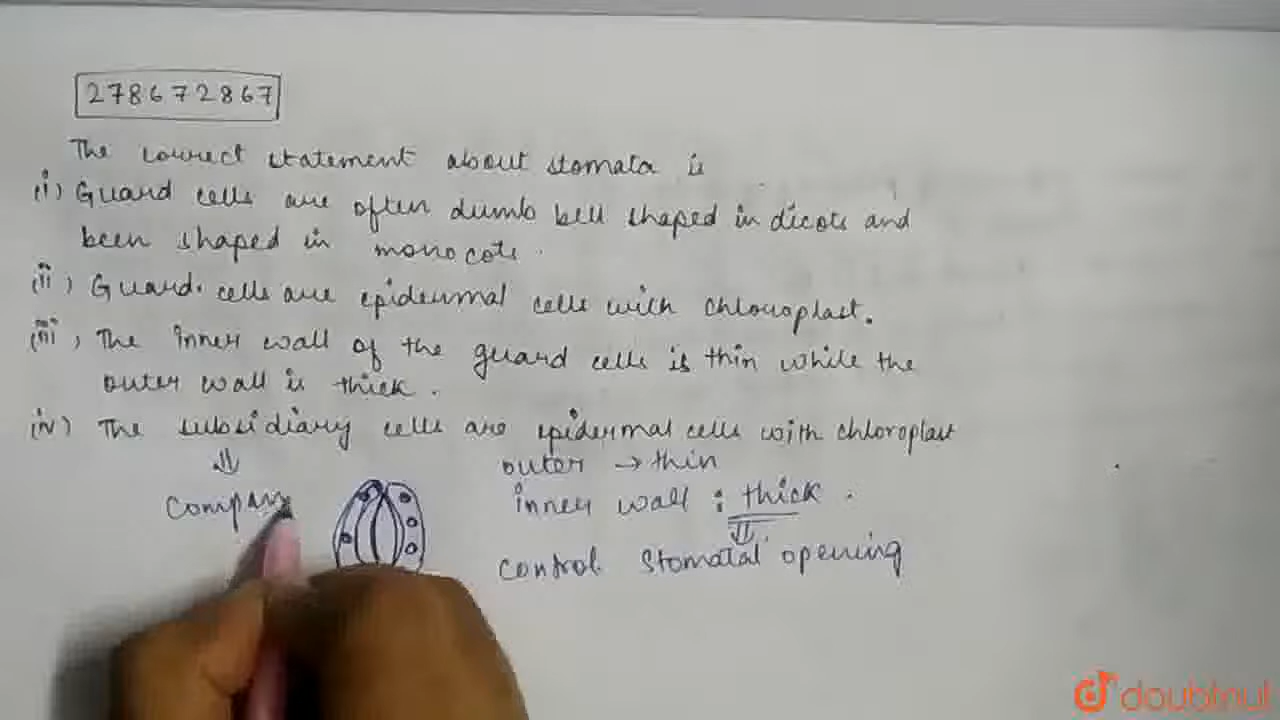 278672867
The correct statement about stomata is
(i) Guard cells are often dumb bell shaped in dicots and
been shaped in monocots.
(ii) Guard cells are epidermal cells with chloroplast.
(iii), The inner wall of the guard cells is thin while the
outer wall is thick.
(iv) The subsidiary cells are epidermal cells with chloroplast
outer → thin
inner wall : thick.
⇓
⇓
Compan
control stomatal opening
doubtnut